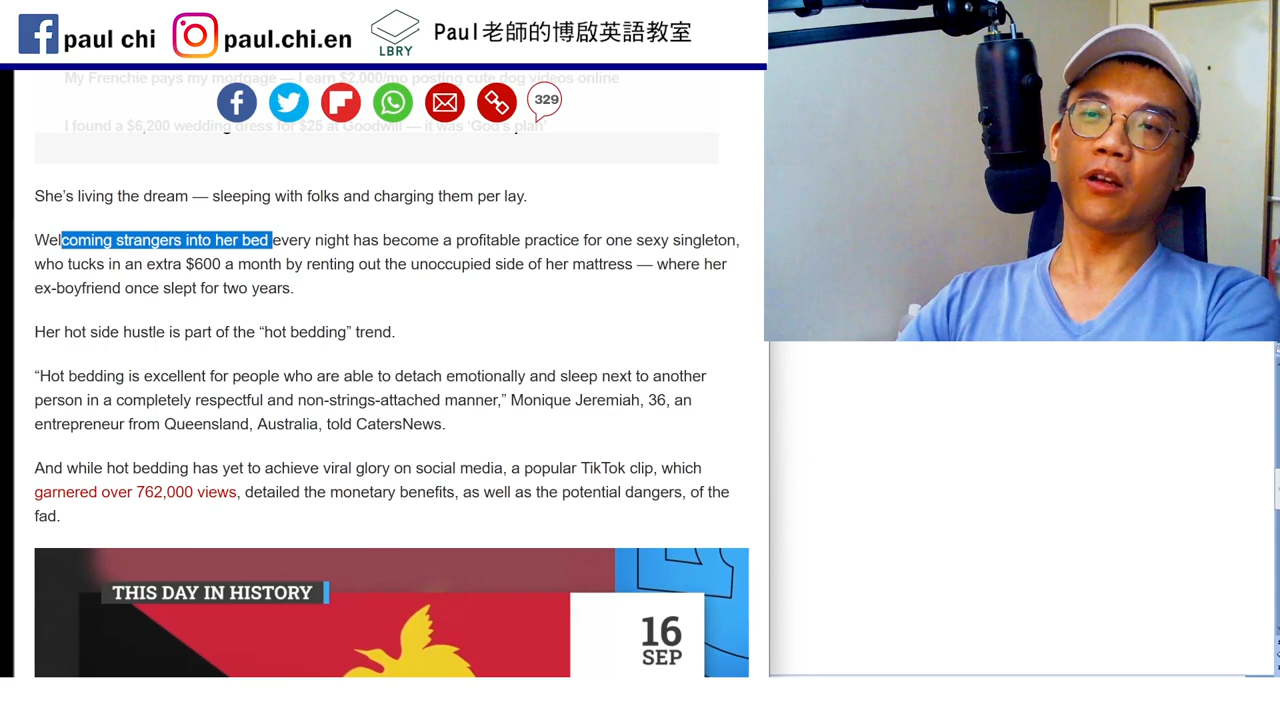 paul chi
paul.chi.en
LBRY
Paul老師的博啟英語教室
My Frenchie pays my mortgage — I earn $2,000/mo posting cute dog videos online
329
I found a $6,200 wedding dress for $25 at Goodwill — it was ‘God’s plan’
She’s living the dream — sleeping with folks and charging them per lay.
Welcoming strangers into her bed every night has become a profitable practice for one sexy singleton,
who tucks in an extra $600 a month by renting out the unoccupied side of her mattress — where her
ex-boyfriend once slept for two years.
Her hot side hustle is part of the “hot bedding” trend.
“Hot bedding is excellent for people who are able to detach emotionally and sleep next to another
person in a completely respectful and non-strings-attached manner,” Monique Jeremiah, 36, an
entrepreneur from Queensland, Australia, told CatersNews.
And while hot bedding has yet to achieve viral glory on social media, a popular TikTok clip, which
garnered over 762,000 views, detailed the monetary benefits, as well as the potential dangers, of the
fad.
THIS DAY IN HISTORY
16
SEP